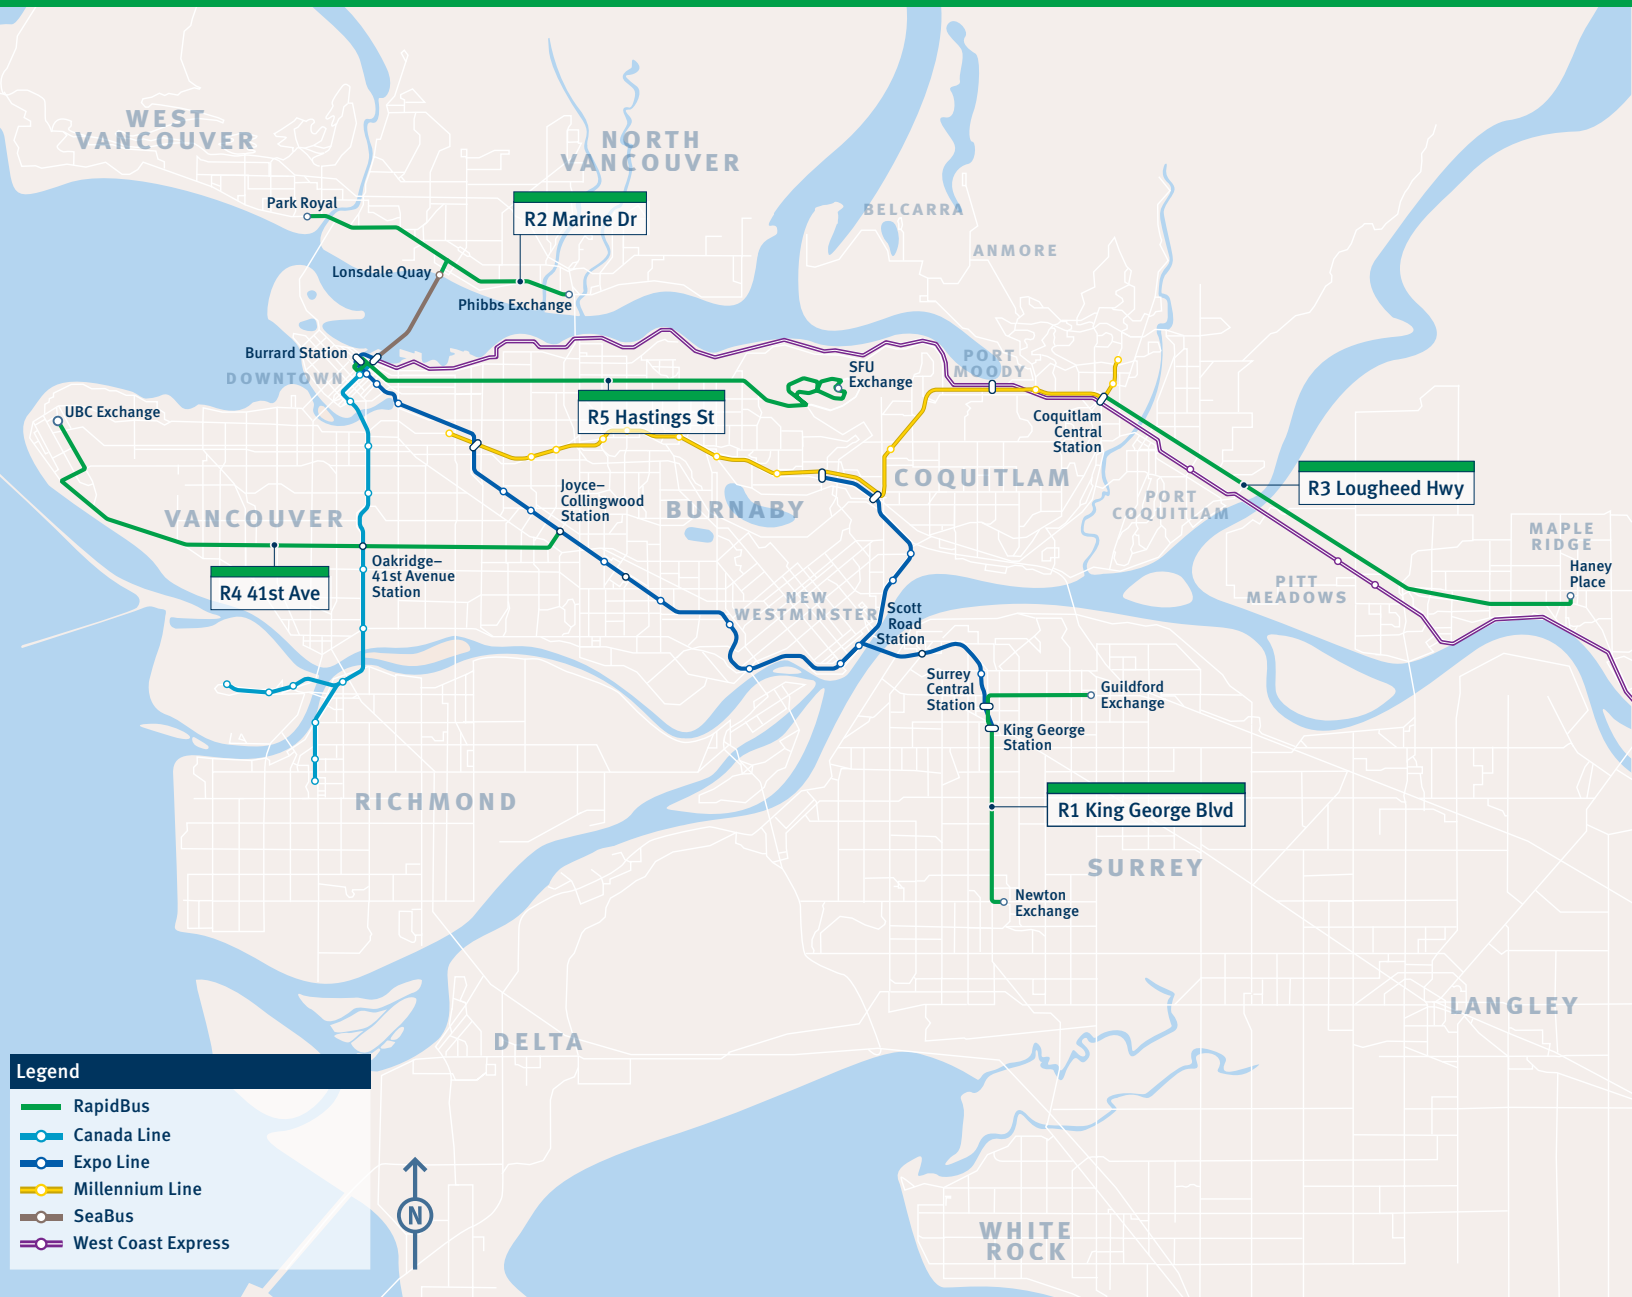 WEST
VANCOUVER
NORTH
VANCOUVER
Park Royal
R2 Marine Dr
BELCARRA
ANMORE
Lonsdale Quay
Phibbs Exchange
Burrard Station
DOWNTOWN
SFU
Exchange
PORT
MOODY
R5 Hastings St
UBC Exchange
Coquitlam
Central
Station
COQUITLAM
R3 Lougheed Hwy
Joyce–
Collingwood
Station
BURNABY
PORT
COQUITLAM
VANCOUVER
MAPLE
RIDGE
Oakridge–
41st Avenue
Station
R4 41st Ave
Haney
Place
PITT
MEADOWS
NEW
WESTMINSTER
Scott
Road
Station
Surrey
Central
Station
Guildford
Exchange
King George
Station
RICHMOND
R1 King George Blvd
SURREY
Newton
Exchange
LANGLEY
DELTA
Legend
RapidBus
Canada Line
Expo Line
Millennium Line
SeaBus
West Coast Express
N
WHITE
ROCK